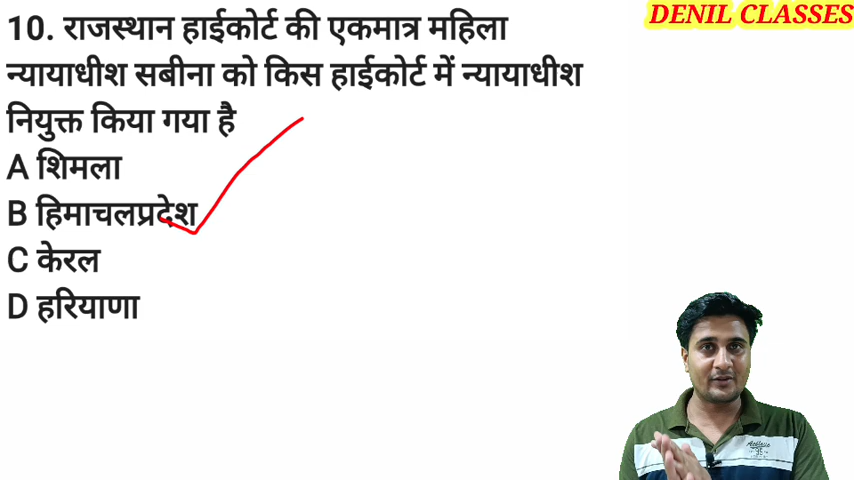 DENIL CLASSES
10. राजस्थान हाईकोर्ट की एकमात्र महिला
न्यायाधीश सबीना को किस हाईकोर्ट में न्यायाधीश
नियुक्त किया गया है
A शिमला
B हिमाचलप्रदेश
C केरल
D हरियाणा